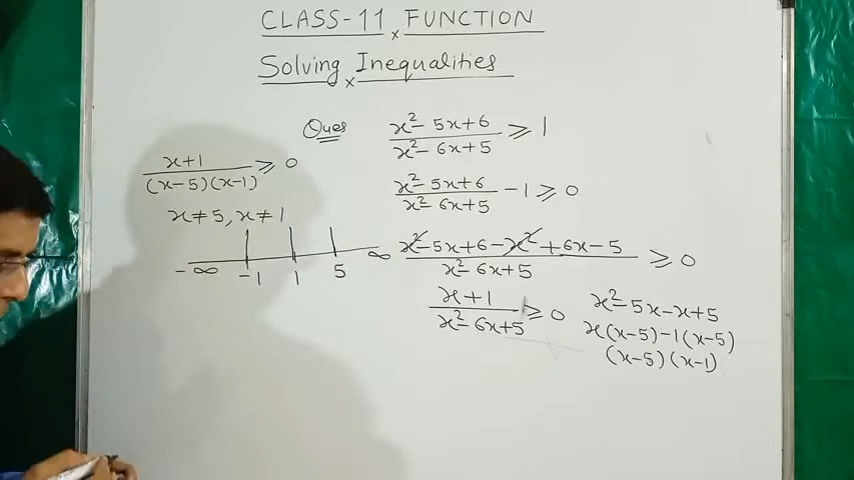 CLASS-11 × FUNCTION
Solving × Inequalities
Ques (x²-5x+6)/(x²-6x+5) ≥ 1
(x²-5x+6)/(x²-6x+5) - 1 ≥ 0
(x²-5x+6-x²+6x-5)/(x²-6x+5) ≥ 0
(x+1)/(x²-6x+5) ≥ 0
x²-5x-x+5
x(x-5)-1(x-5)
(x-5)(x-1)
(x+1)/((x-5)(x-1)) ≥ 0
x≠5, x≠1
-∞ -1 1 5 ∞